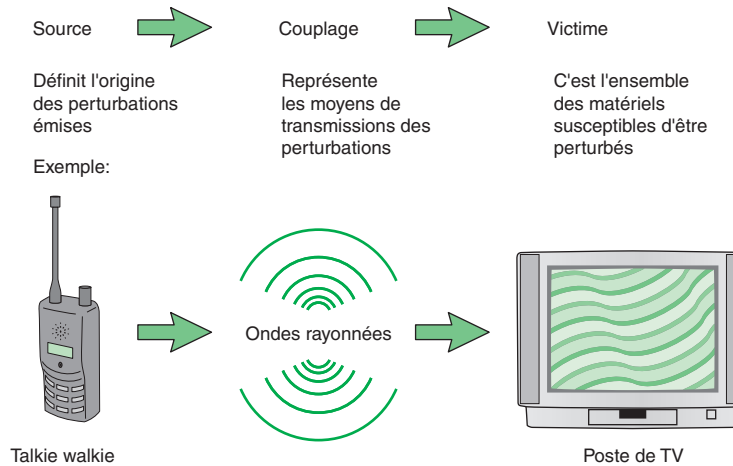 Source
Couplage
Victime
Définit l'origine
des perturbations
émises
Représente
les moyens de
transmissions des
perturbations
C'est l'ensemble
des matériels
susceptibles d'être
perturbés
Exemple:
Ondes rayonnées
Talkie walkie
Poste de TV